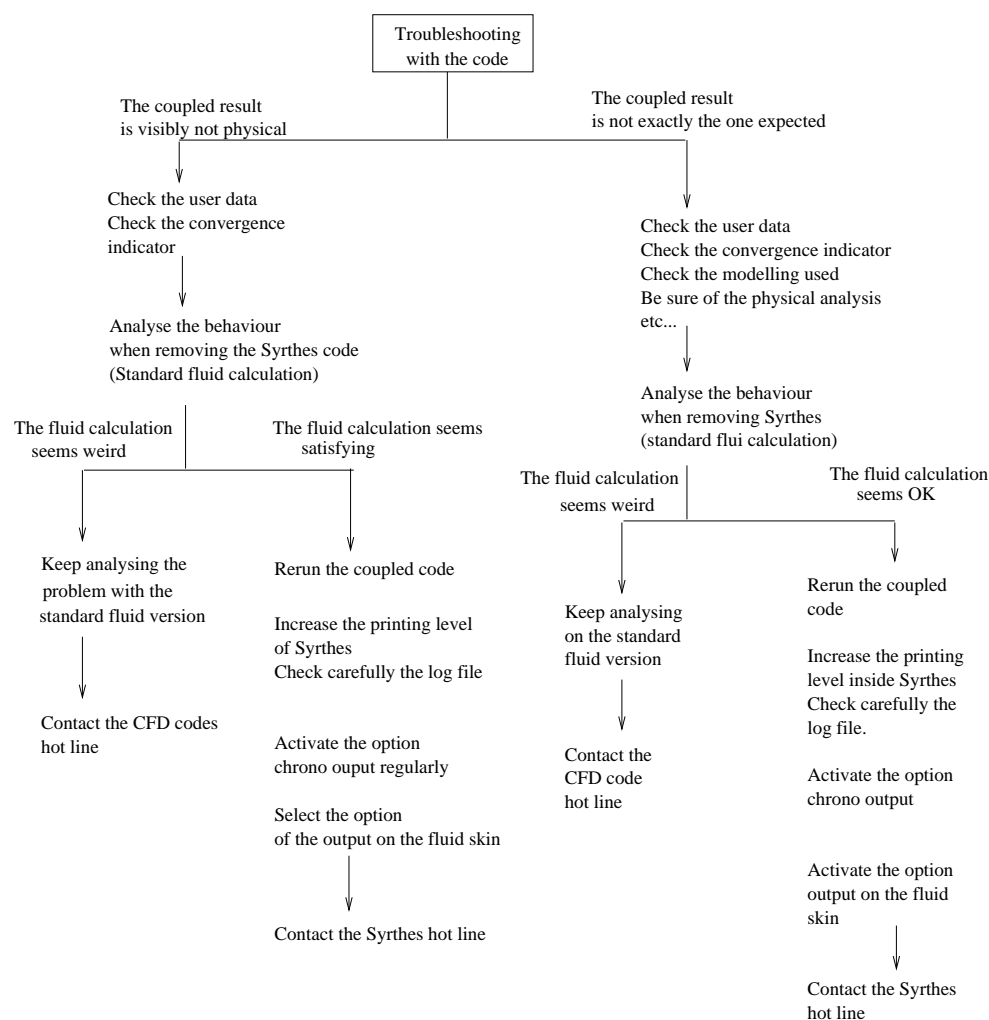 Troubleshooting
with the code
The coupled result
is visibly not physical
The coupled result
is not exactly the one expected
Check the user data
Check the convergence
indicator
Check the user data
Check the convergence indicator
Check the modelling used
Be sure of the physical analysis
etc...
Analyse the behaviour
when removing the Syrthes code
(Standard fluid calculation)
Analyse the behaviour
when removing Syrthes
(standard flui calculation)
The fluid calculation
seems weird
The fluid calculation seems
satisfying
The fluid calculation
seems weird
The fluid calculation
seems OK
Keep analysing the
problem with the
standard fluid version
Contact the CFD codes
hot line
Rerun the coupled code
Increase the printing level
of Syrthes
Check carefully the log file
Activate the option
chrono ouput regularly
Select the option
of the output on the fluid skin
Contact the Syrthes hot line
Keep analysing
on the standard
fluid version
Contact the
CFD code
hot line
Rerun the coupled
code
Increase the printing
level inside Syrthes
Check carefully the
log file.
Activate the option
chrono output
Activate the option
output on the fluid
skin
Contact the Syrthes
hot line